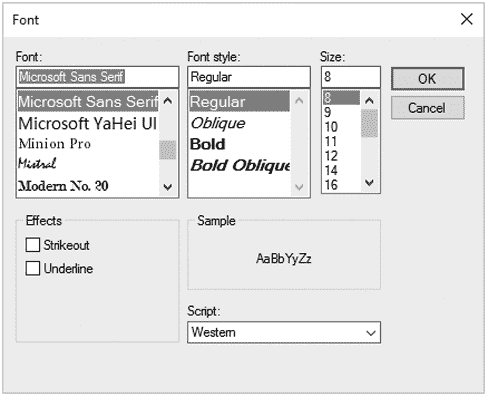 Font
Font: Font style: Size:
Microsoft Sans Serif Regular 8
Microsoft Sans Serif Regular 8
Microsoft YaHei UI Oblique 9
Minion Pro Bold 10
Mistral Bold Oblique 11
Modern No. 20 12
14
16
OK
Cancel
Effects
Strikeout
Underline
Sample
AaBbYyZz
Script:
Western